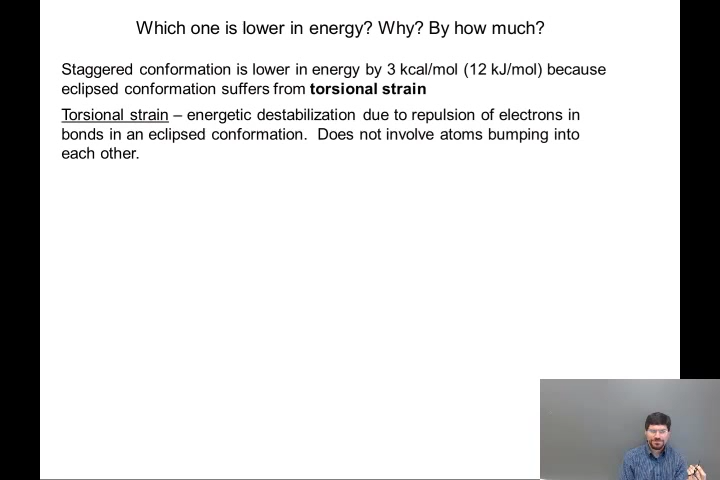 Which one is lower in energy? Why? By how much?
Staggered conformation is lower in energy by 3 kcal/mol (12 kJ/mol) because
eclipsed conformation suffers from torsional strain
Torsional strain – energetic destabilization due to repulsion of electrons in
bonds in an eclipsed conformation. Does not involve atoms bumping into
each other.